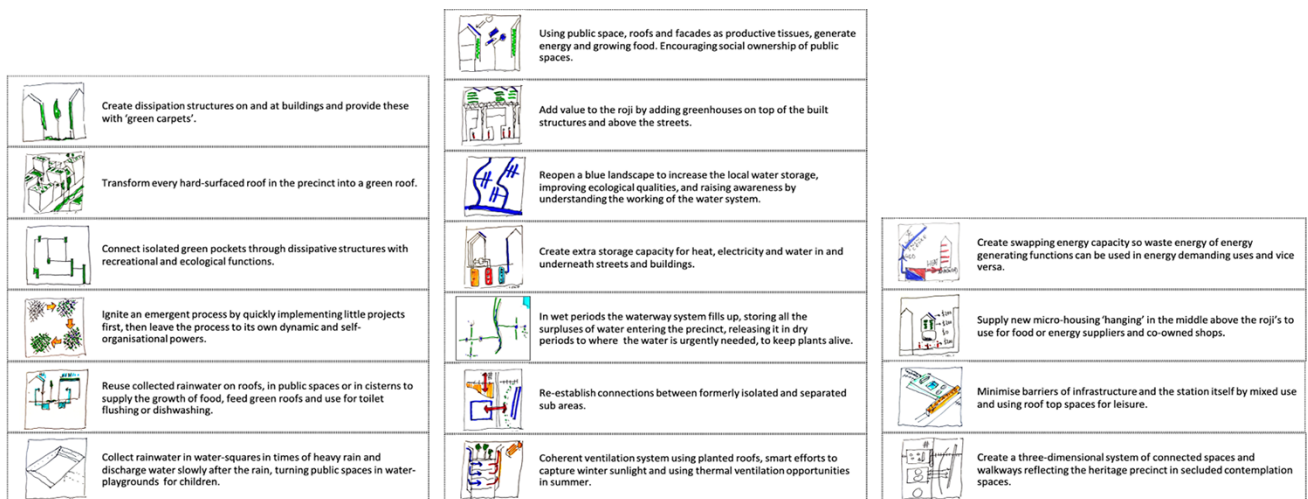 Create dissipation structures on and at buildings and provide these
with 'green carpets'.
Transform every hard-surfaced roof in the precinct into a green roof.
Connect isolated green pockets through dissipative structures with
recreational and ecological functions.
Ignite an emergent process by quickly implementing little projects
first, then leave the process to its own dynamic and self-
organisational powers.
Reuse collected rainwater on roofs, in public spaces or in cisterns to
supply the growth of food, feed green roofs and use for toilet
flushing or dishwashing.
Collect rainwater in water-squares in times of heavy rain and
discharge water slowly after the rain, turning public spaces in water-
playgrounds for children.
Using public space, roofs and facades as productive tissues, generate
energy and growing food. Encouraging social ownership of public
spaces.
Add value to the roji by adding greenhouses on top of the built
structures and above the streets.
Reopen a blue landscape to increase the local water storage,
improving ecological qualities, and raising awareness by
understanding the working of the water system.
Create extra storage capacity for heat, electricity and water in and
underneath streets and buildings.
In wet periods the waterway system fills up, storing all the
surpluses of water entering the precinct, releasing it in dry
periods to where the water is urgently needed, to keep plants alive.
Re-establish connections between formerly isolated and separated
sub areas.
Coherent ventilation system using planted roofs, smart efforts to
capture winter sunlight and using thermal ventilation opportunities
in summer.
Create swapping energy capacity so waste energy of energy
generating functions can be used in energy demanding uses and vice
versa.
Supply new micro-housing 'hanging' in the middle above the roji's to
use for food or energy suppliers and co-owned shops.
Minimise barriers of infrastructure and the station itself by mixed use
and using roof top spaces for leisure.
Create a three-dimensional system of connected spaces and
walkways reflecting the heritage precinct in secluded contemplation
spaces.